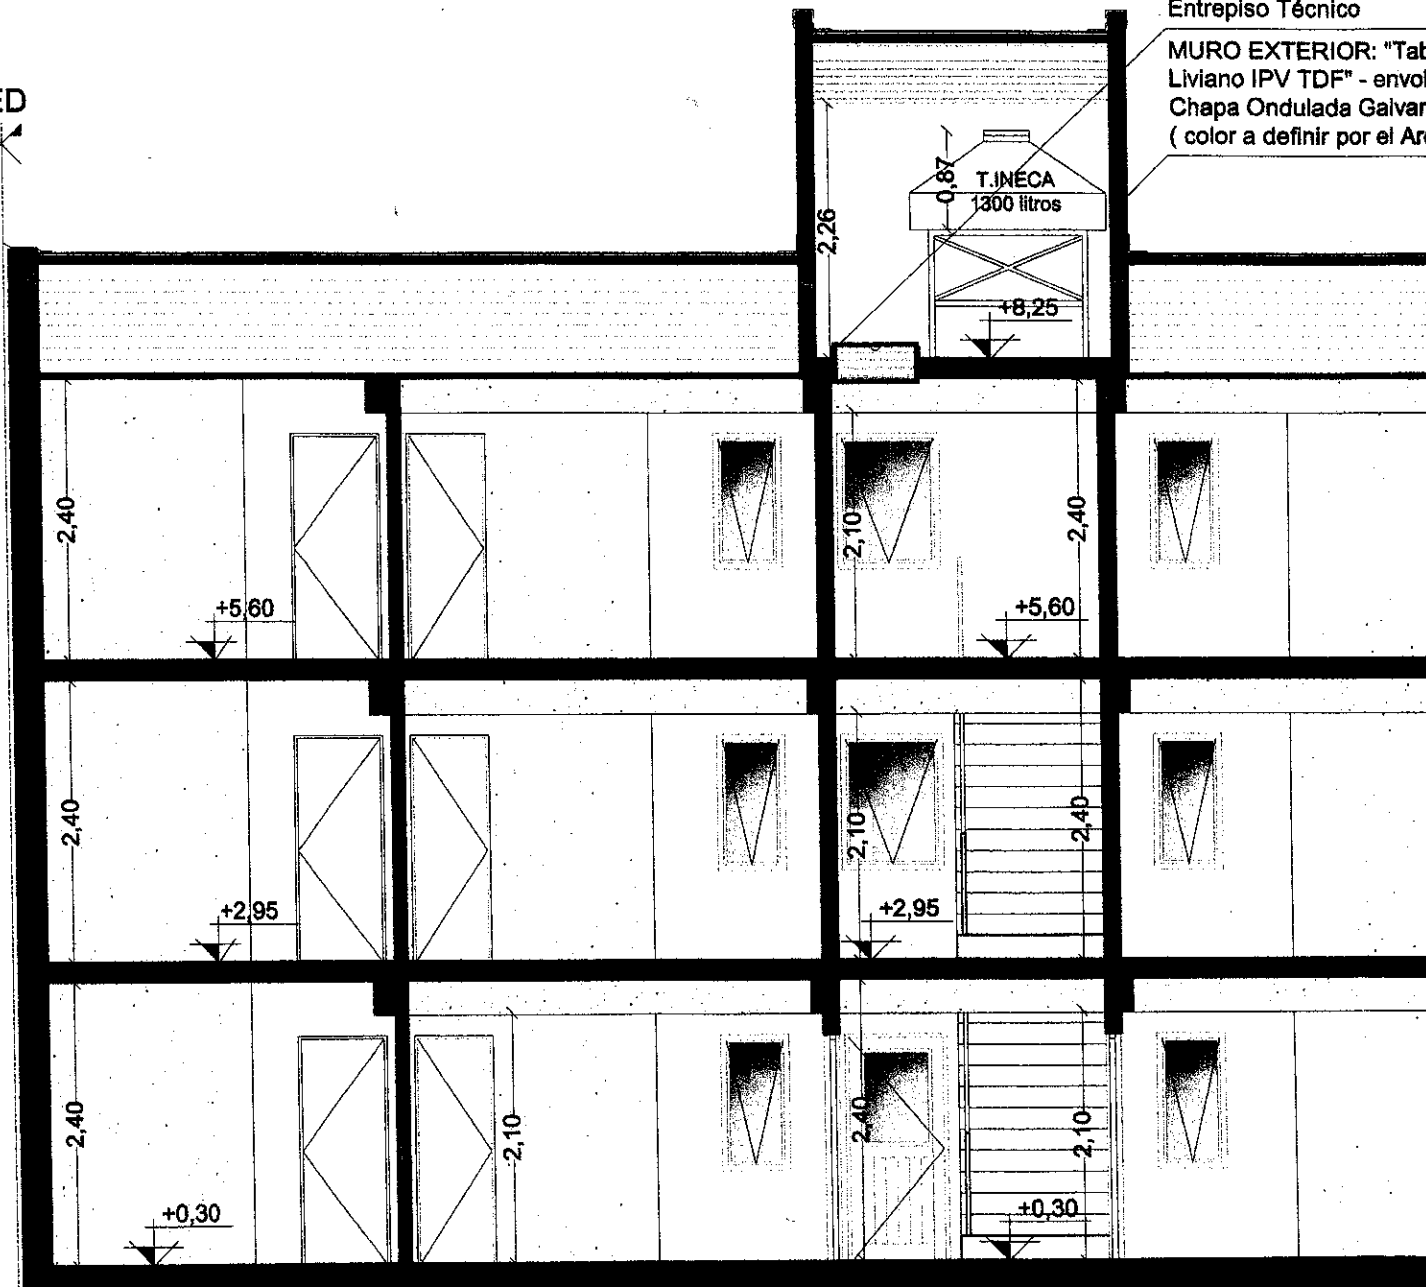 Entrepiso Técnico
MURO EXTERIOR: "Tab
Liviano IPV TDF" - envol
Chapa Ondulada Galvan
( color a definir por el Arq
ED
0,87
T.INECA
1300 litros
2,26
+8,25
2,40
2,10
2,40
+5,60
+5,60
2,40
2,10
2,40
+2,95
+2,95
2,40
2,10
2,40
2,10
+0,30
+0,30